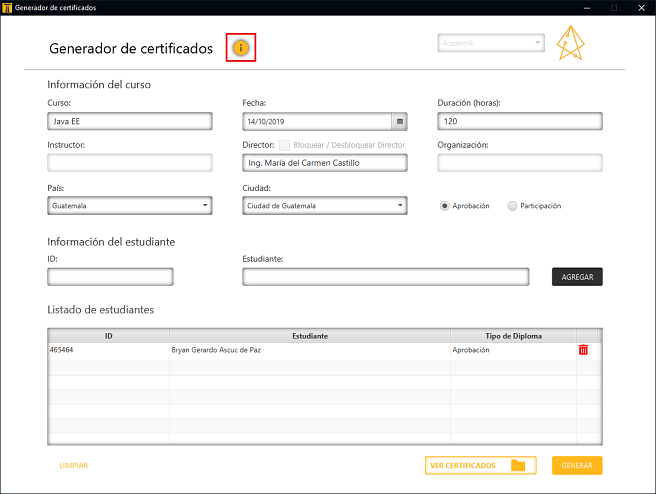 Generador de certificados
Generador de certificados
i
Academik
Información del curso
Curso:
Fecha:
Duración (horas):
Java EE
14/10/2019
120
Instructor:
Director:
Bloquear / Desbloquear Director
Organización:
Ing. María del Carmen Castillo
País:
Ciudad:
Guatemala
Ciudad de Guatemala
Aprobación
Participación
Información del estudiante
ID:
Estudiante:
AGREGAR
Listado de estudiantes
ID
Estudiante
Tipo de Diploma
465464
Bryan Gerardo Ascuc de Paz
Aprobación
LIMPIAR
VER CERTIFICADOS
GENERAR